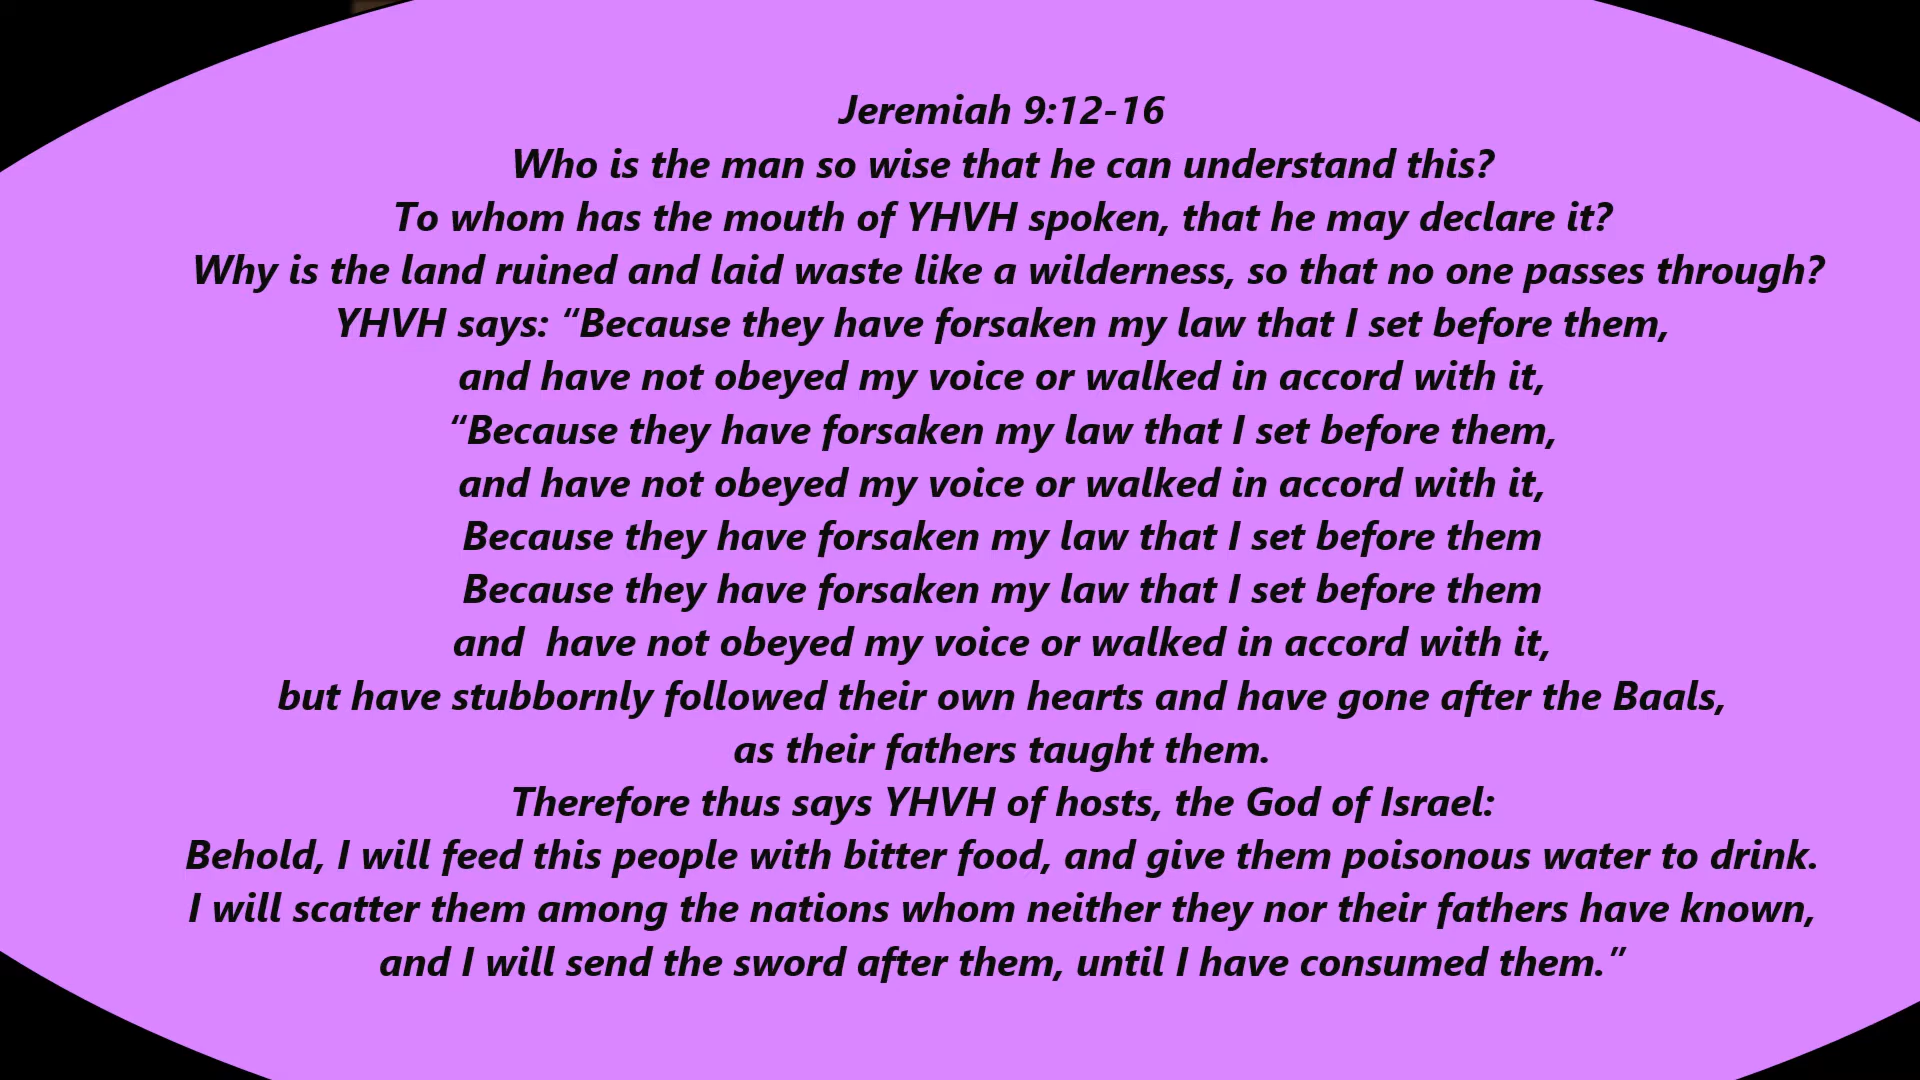 Jeremiah 9:12-16
Who is the man so wise that he can understand this?
To whom has the mouth of YHVH spoken, that he may declare it?
Why is the land ruined and laid waste like a wilderness, so that no one passes through?
YHVH says: “Because they have forsaken my law that I set before them,
and have not obeyed my voice or walked in accord with it,
“Because they have forsaken my law that I set before them,
and have not obeyed my voice or walked in accord with it,
Because they have forsaken my law that I set before them
Because they have forsaken my law that I set before them
and  have not obeyed my voice or walked in accord with it,
but have stubbornly followed their own hearts and have gone after the Baals,
as their fathers taught them.
Therefore thus says YHVH of hosts, the God of Israel:
Behold, I will feed this people with bitter food, and give them poisonous water to drink.
I will scatter them among the nations whom neither they nor their fathers have known,
and I will send the sword after them, until I have consumed them.”